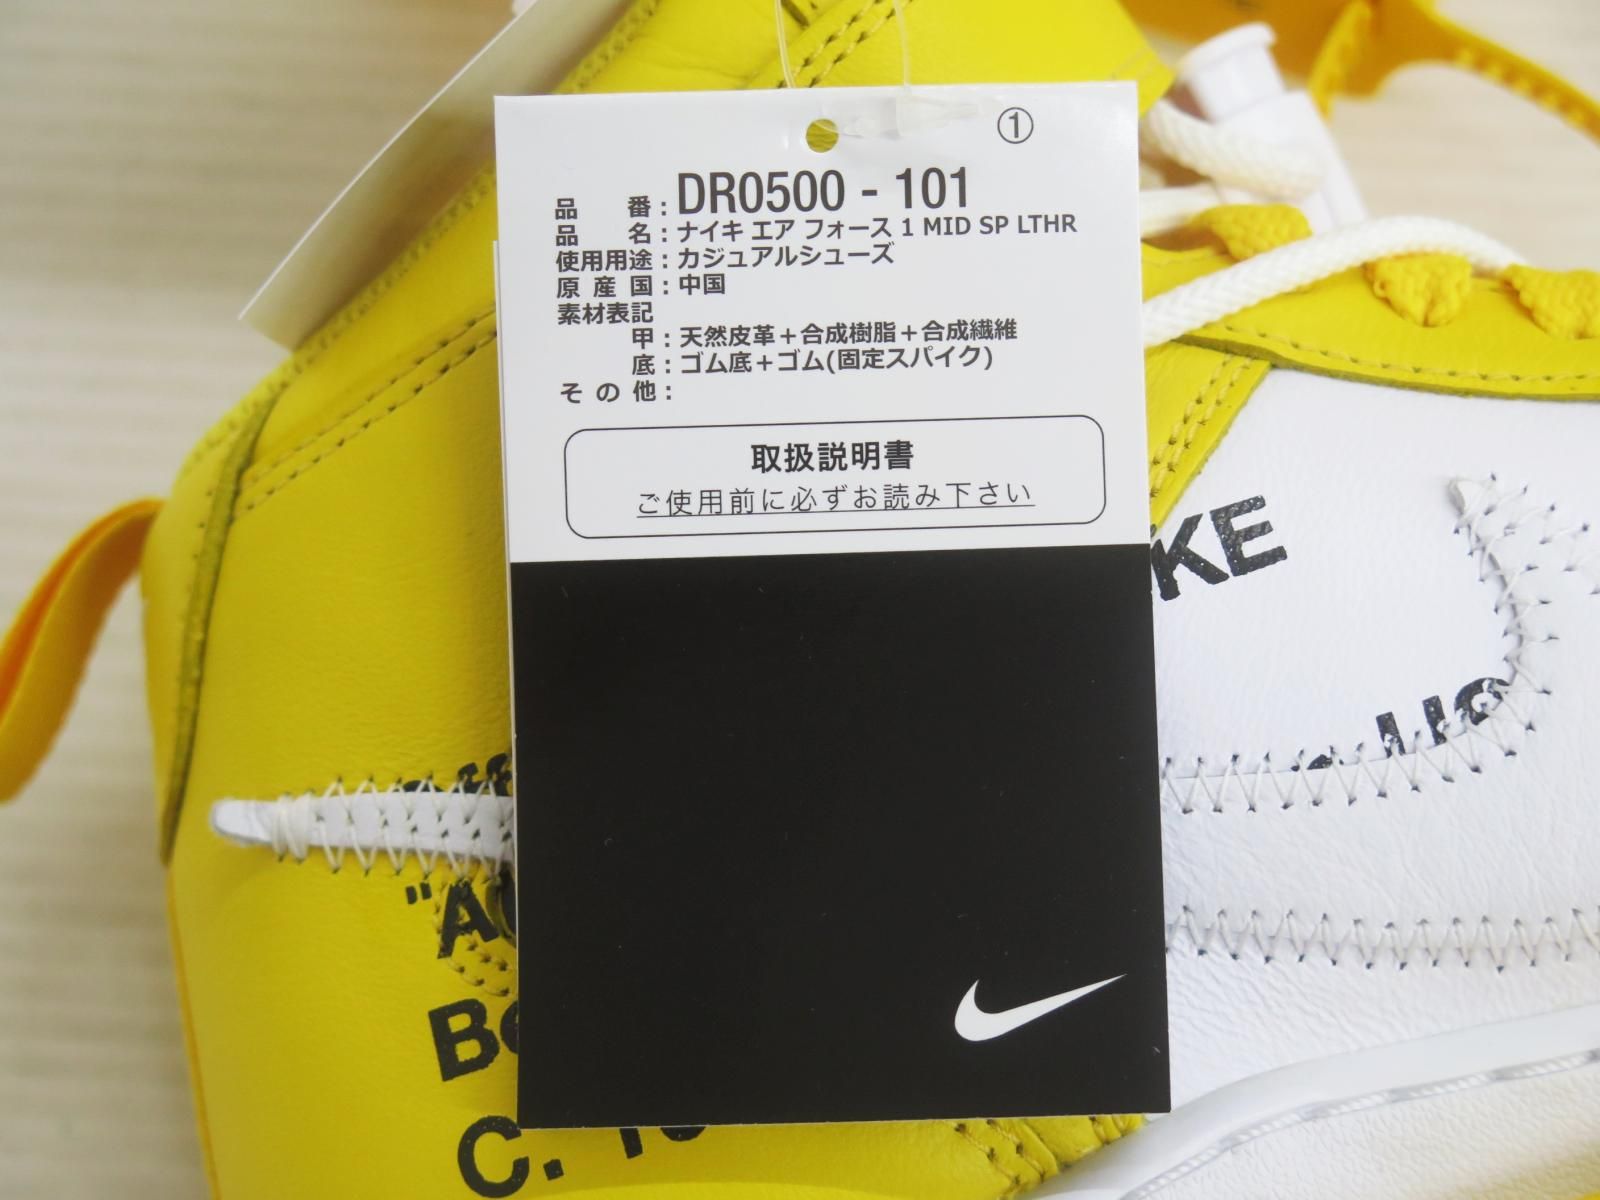 ①
品番：DR0500 - 101
品名：ナイキ エア フォース 1 MID SP LTHR
使用用途：カジュアルシューズ
原産国：中国
素材表記
甲：天然皮革＋合成樹脂＋合成繊維
底：ゴム底＋ゴム(固定スパイク)
その他：
取扱説明書
ご使用前に必ずお読み下さい
KE
"A
Be
C.